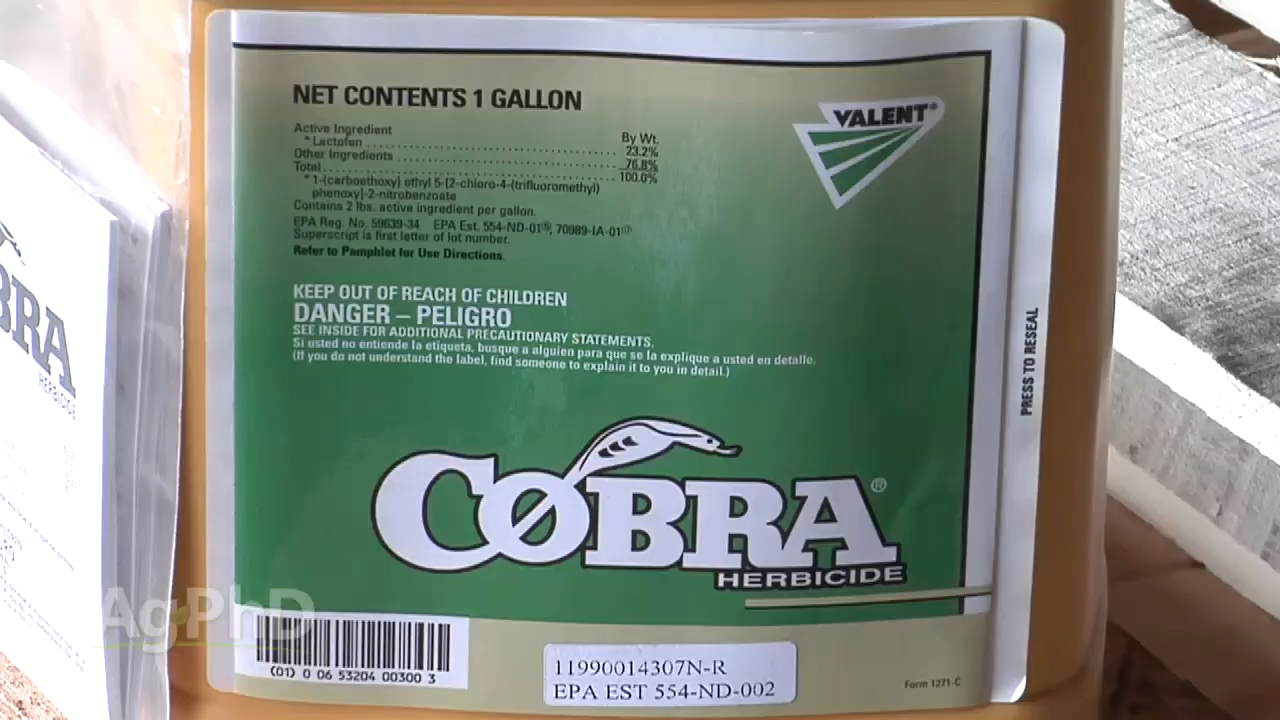 NET CONTENTS 1 GALLON
VALENT®
Active Ingredient By Wt.
*Lactofen 23.2%
Other Ingredients 76.8%
Total 100.0%
*1-(carboethoxy) ethyl 5-[2-chloro-4-(trifluoromethyl)
phenoxy]-2-nitrobenzoate
Contains 2 lbs. active ingredient per gallon.
EPA Reg. No. 59639-34 EPA Est. 554-ND-01 70989-IA-01
Superscript is first letter of lot number.
Refer to Pamphlet for Use Directions.
KEEP OUT OF REACH OF CHILDREN
DANGER – PELIGRO
SEE INSIDE FOR ADDITIONAL PRECAUTIONARY STATEMENTS.
Si usted no entiende la etiqueta, busque a alguien para que se la explique a usted en detalle.
(If you do not understand the label, find someone to explain it to you in detail.)
PRESS TO RESEAL
COBRA®
HERBICIDE
BRA
HERBICIDE
AgPhD
(01) 0 06 53204 00300 3
11990014307N-R
EPA EST 554-ND-002
Form 1271-C